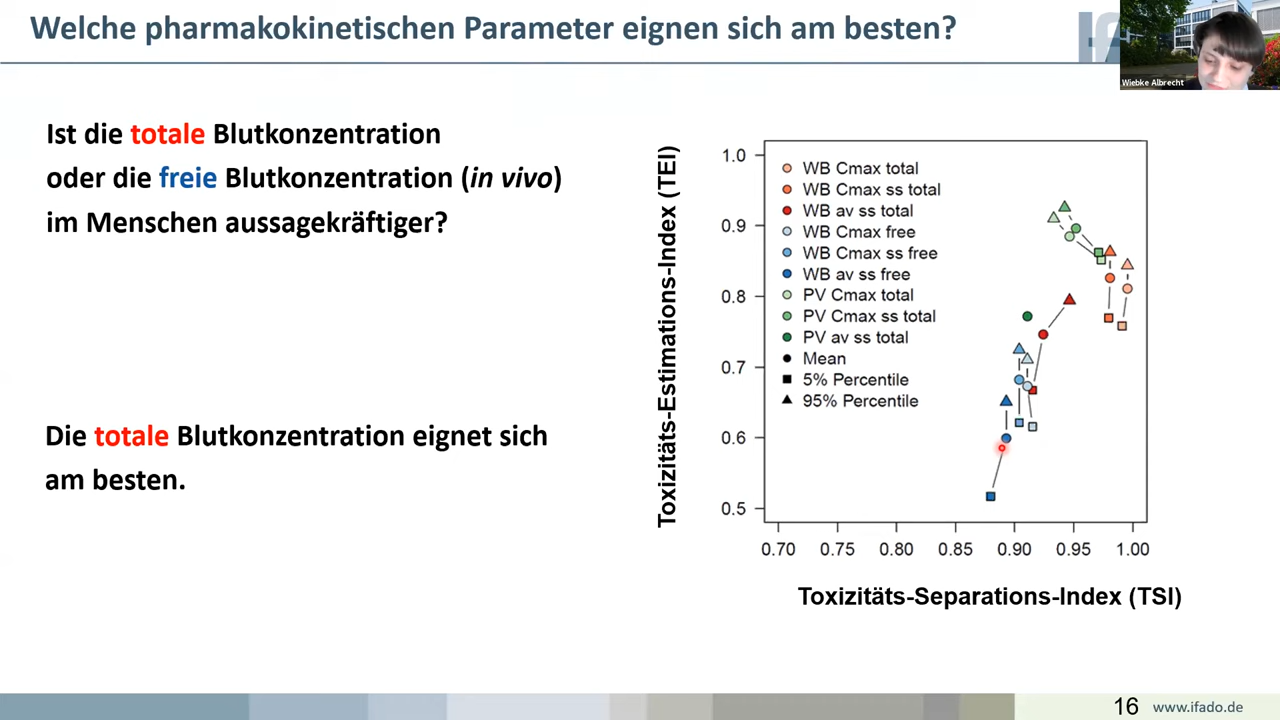 Welche pharmakokinetischen Parameter eignen sich am besten?
Wiebke Albrecht
Ist die totale Blutkonzentration
oder die freie Blutkonzentration (in vivo)
im Menschen aussagekräftiger?
Die totale Blutkonzentration eignet sich
am besten.
Toxizitäts-Estimations-Index (TEI)
1.0
0.9
0.8
0.7
0.6
0.5
WB Cmax total
WB Cmax ss total
WB av ss total
WB Cmax free
WB Cmax ss free
WB av ss free
PV Cmax total
PV Cmax ss total
PV av ss total
Mean
5% Percentile
95% Percentile
0.70 0.75 0.80 0.85 0.90 0.95 1.00
Toxizitäts-Separations-Index (TSI)
16 www.ifado.de